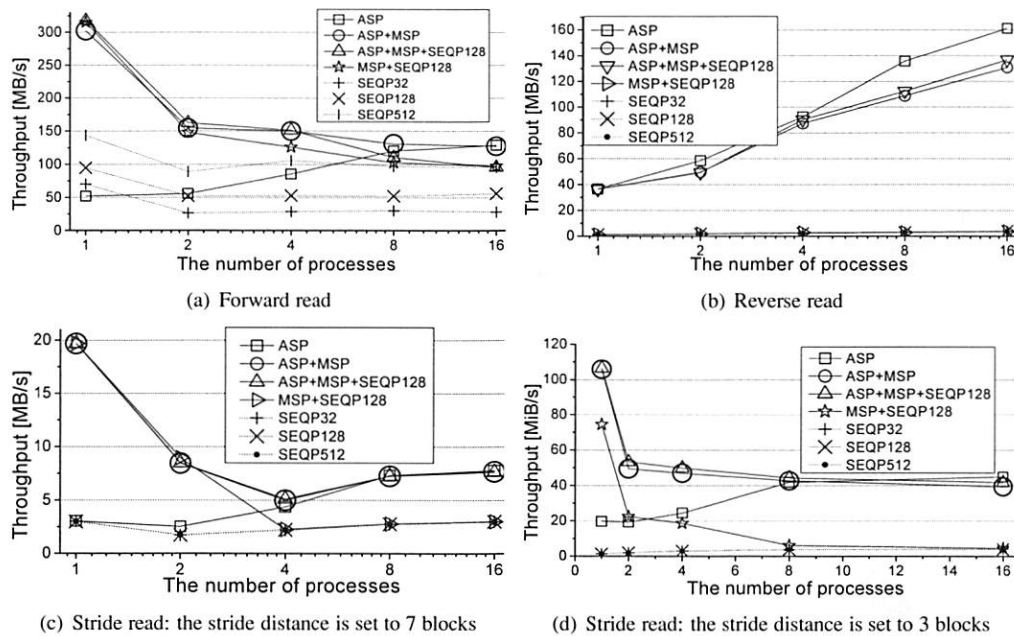 Throughput [MB/s]
300
250
200
150
100
50
0
ASP
ASP+MSP
ASP+MSP+SEQP128
MSP+SEQP128
SEQP32
SEQP128
SEQP512
1 2 4 8 16
The number of processes
(a) Forward read
Throughput [MB/s]
160
140
120
100
80
60
40
20
0
ASP
ASP+MSP
ASP+MSP+SEQP128
MSP+SEQP128
SEQP32
SEQP128
SEQP512
1 2 4 8 16
The number of processes
(b) Reverse read
Throughput [MB/s]
20
15
10
5
0
ASP
ASP+MSP
ASP+MSP+SEQP128
MSP+SEQP128
SEQP32
SEQP128
SEQP512
1 2 4 8 16
The number of processes
(c) Stride read: the stride distance is set to 7 blocks
Throughput [MiB/s]
120
100
80
60
40
20
0
ASP
ASP+MSP
ASP+MSP+SEQP128
MSP+SEQP128
SEQP32
SEQP128
SEQP512
0 2 4 6 8 10 12 14 16
The number of processes
(d) Stride read: the stride distance is set to 3 blocks